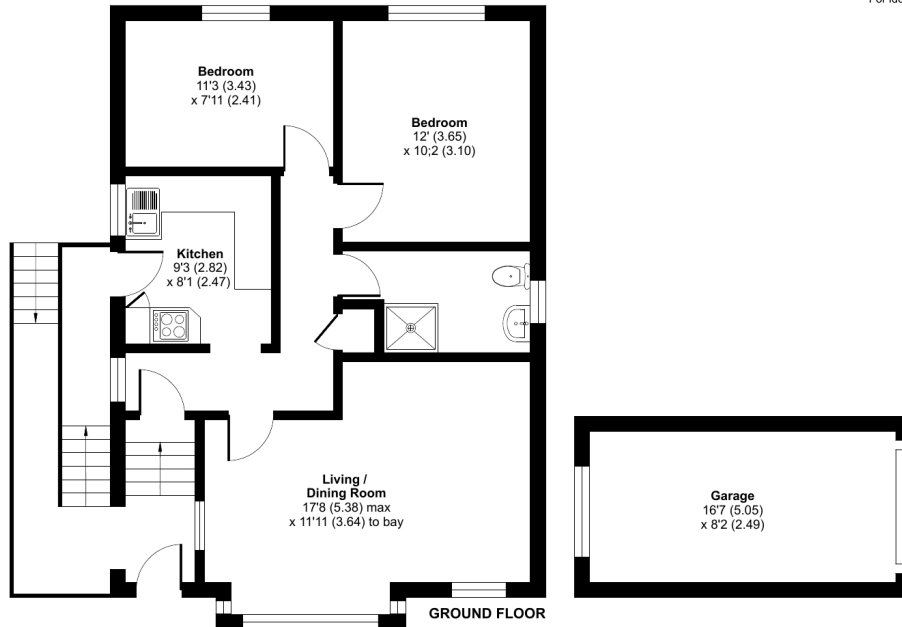 Bedroom
11'3 (3.43)
x 7'11 (2.41)
Bedroom
12' (3.65)
x 10;2 (3.10)
Kitchen
9'3 (2.82)
x 8'1 (2.47)
Living /
Dining Room
17'8 (5.38) max
x 11'11 (3.64) to bay
Garage
16'7 (5.05)
x 8'2 (2.49)
GROUND FLOOR